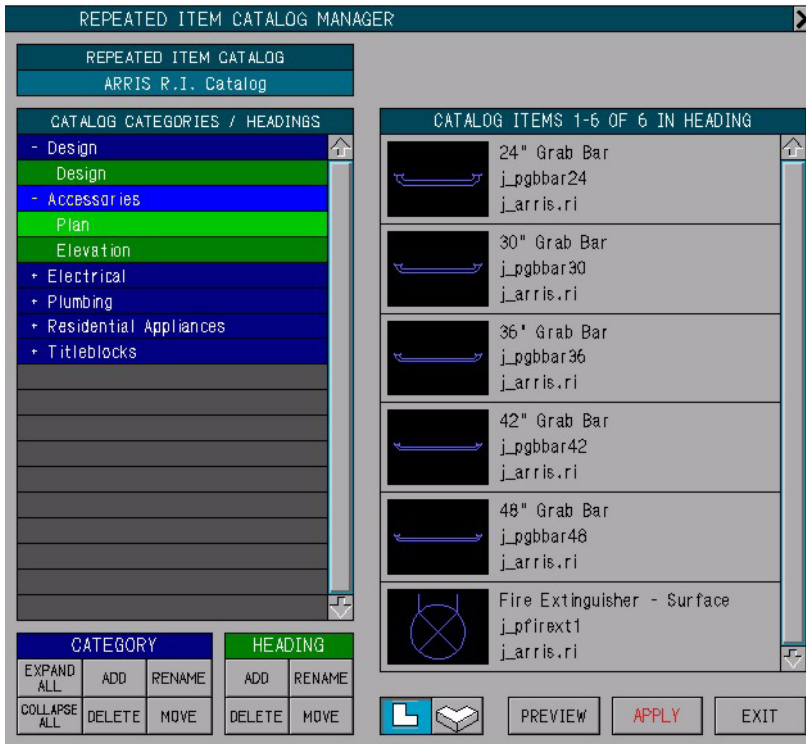 REPEATED ITEM CATALOG MANAGER
REPEATED ITEM CATALOG
ARRIS R.I. Catalog
CATALOG CATEGORIES / HEADINGS
- Design
Design
- Accessories
Plan
Elevation
+ Electrical
+ Plumbing
+ Residential Appliances
+ Titleblocks
CATEGORY
EXPAND ALL
ADD
RENAME
COLLAPSE ALL
DELETE
MOVE
HEADING
ADD
RENAME
DELETE
MOVE
CATALOG ITEMS 1-6 OF 6 IN HEADING
24" Grab Bar
j_pgbbar24
j_arris.ri
30" Grab Bar
j_pgbbar30
j_arris.ri
36" Grab Bar
j_pgbbar36
j_arris.ri
42" Grab Bar
j_pgbbar42
j_arris.ri
48" Grab Bar
j_pgbbar48
j_arris.ri
Fire Extinguisher - Surface
j_pfirext1
j_arris.ri
PREVIEW
APPLY
EXIT